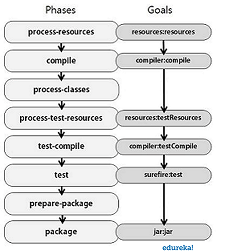 Phases Goals
process-resources resources:resources
compile compiler:compile
process-classes
process-test-resources resources:testResources
test-compile compiler:testCompile
test surefire:test
prepare-package
package jar:jar
edureka!